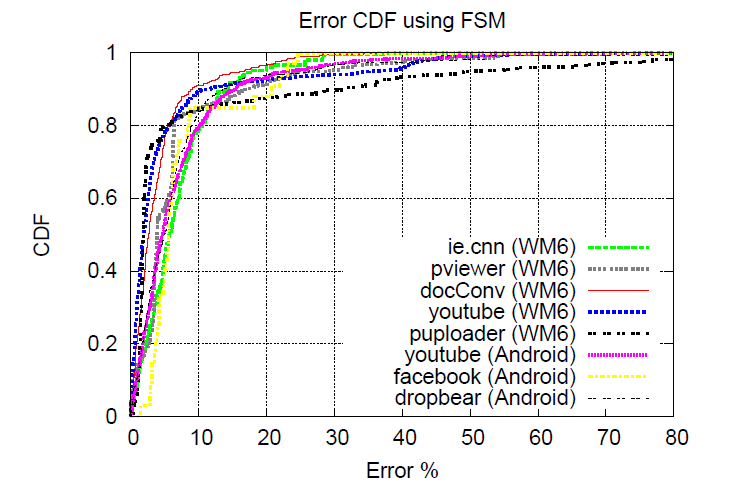 Error CDF using FSM
1
0.8
0.6
0.4
0.2
0
CDF
ie.cnn (WM6)
pviewer (WM6)
docConv (WM6)
youtube (WM6)
puploader (WM6)
youtube (Android)
facebook (Android)
dropbear (Android)
0 10 20 30 40 50 60 70 80
Error %